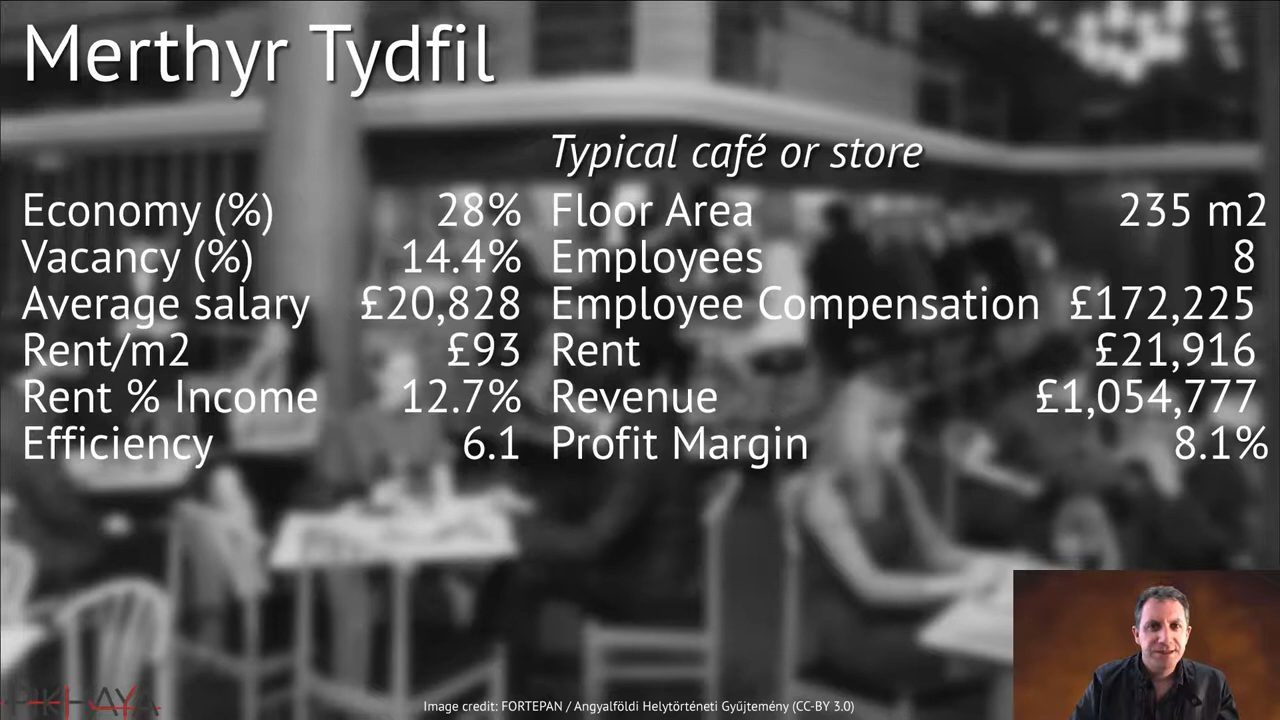 Merthyr Tydfil
Typical café or store
Economy (%) 28% Floor Area 235 m2
Vacancy (%) 14.4% Employees 8
Average salary £20,828 Employee Compensation £172,225
Rent/m2 £93 Rent £21,916
Rent % Income 12.7% Revenue £1,054,777
Efficiency 6.1 Profit Margin 8.1%
PIKHAYA
Image credit: FORTEPAN / Angyalföldi Helytörténeti Gyűjtemény (CC-BY 3.0)